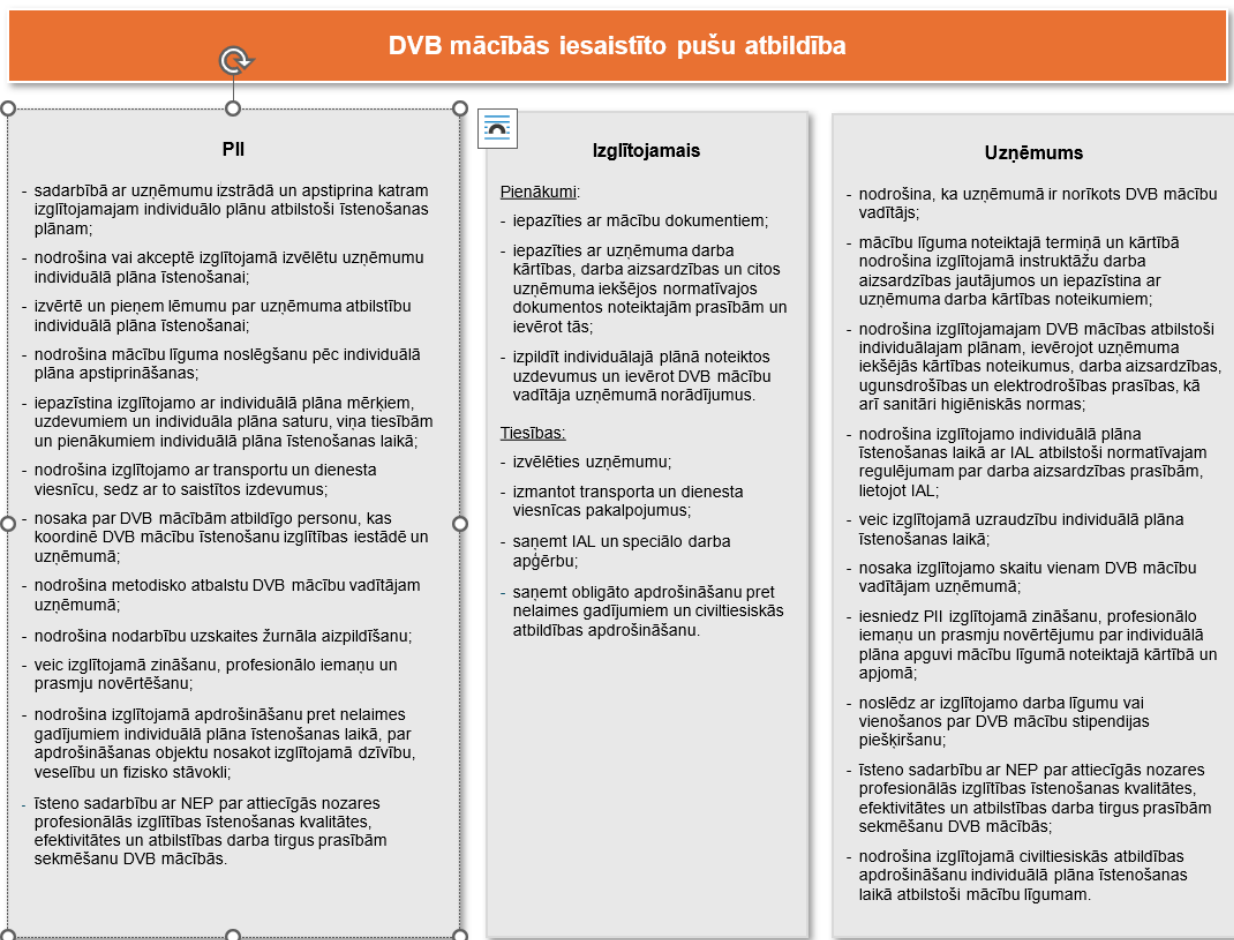 DVB mācībās iesaistīto pušu atbildība
PII
- sadarbībā ar uzņēmumu izstrādā un apstiprina katram
izglītojamajam individuālo plānu atbilstoši īstenošanas
plānam;
- nodrošina vai akceptē izglītojamā izvēlētu uzņēmumu
individuālā plāna īstenošanai;
- izvērtē un pieņem lēmumu par uzņēmuma atbilstību
individuālā plāna īstenošanai;
- nodrošina mācību līguma noslēgšanu pēc individuālā
plāna apstiprināšanas;
- iepazīstina izglītojamo ar individuālā plāna mērķiem,
uzdevumiem un individuāla plāna saturu, viņa tiesībām
un pienākumiem individuālā plāna īstenošanas laikā;
- nodrošina izglītojamo ar transportu un dienesta
viesnīcu, sedz ar to saistītos izdevumus;
- nosaka par DVB mācībām atbildīgo personu, kas
koordinē DVB mācību īstenošanu izglītības iestādē un
uzņēmumā;
- nodrošina metodisko atbalstu DVB mācību vadītājam
uzņēmumā;
- nodrošina nodarbību uzskaites žurnāla aizpildīšanu;
- veic izglītojamā zināšanu, profesionālo iemaņu un
prasmju novērtēšanu;
- nodrošina izglītojamā apdrošināšanu pret nelaimes
gadījumiem individuālā plāna īstenošanas laikā, par
apdrošināšanas objektu nosakot izglītojamā dzīvību,
veselību un fizisko stāvokli;
- īsteno sadarbību ar NEP par attiecīgās nozares
profesionālās izglītības īstenošanas kvalitātes,
efektivitātes un atbilstības darba tirgus prasībām
sekmēšanu DVB mācībās.
Izglītojamais
Pienākumi:
- iepazīties ar mācību dokumentiem;
- iepazīties ar uzņēmuma darba
kārtības, darba aizsardzības un citos
uzņēmuma iekšējos normatīvajos
dokumentos noteiktajām prasībām un
ievērot tās;
- izpildīt individuālajā plānā noteiktos
uzdevumus un ievērot DVB mācību
vadītāja uzņēmumā norādījumus.
Tiesības:
- izvēlēties uzņēmumu;
- izmantot transporta un dienesta
viesnīcas pakalpojumus;
- saņemt IAL un speciālo darba
apģērbu;
- saņemt obligāto apdrošināšanu pret
nelaimes gadījumiem un civiltiesiskās
atbildības apdrošināšanu.
Uzņēmums
- nodrošina, ka uzņēmumā ir norīkots DVB mācību
vadītājs;
- mācību līguma noteiktajā termiņā un kārtībā
nodrošina izglītojamā instruktāžu darba
aizsardzības jautājumos un iepazīstina ar
uzņēmuma darba kārtības noteikumiem;
- nodrošina izglītojamajam DVB mācības atbilstoši
individuālajam plānam, ievērojot uzņēmuma
iekšējās kārtības noteikumus, darba aizsardzības,
ugunsdrošības un elektrodrošības prasības, kā
arī sanitāri higiēniskās normas;
- nodrošina izglītojamo individuālā plāna
īstenošanas laikā ar IAL atbilstoši normatīvajam
regulējumam par darba aizsardzības prasībām,
lietojot IAL;
- veic izglītojamā uzraudzību individuālā plāna
īstenošanas laikā;
- nosaka izglītojamo skaitu vienam DVB mācību
vadītājam uzņēmumā;
- iesniedz PII izglītojamā zināšanu, profesionālo
iemaņu un prasmju novērtējumu par individuālā
plāna apguvi mācību līgumā noteiktajā kārtībā un
apjomā;
- noslēdz ar izglītojamo darba līgumu vai
vienošanos par DVB mācību stipendijas
piešķiršanu;
- īsteno sadarbību ar NEP par attiecīgās nozares
profesionālās izglītības īstenošanas kvalitātes,
efektivitātes un atbilstības darba tirgus prasībām
sekmēšanu DVB mācībās;
- nodrošina izglītojamā civiltiesiskās atbildības
apdrošināšanu individuālā plāna īstenošanas
laikā atbilstoši mācību līgumam.